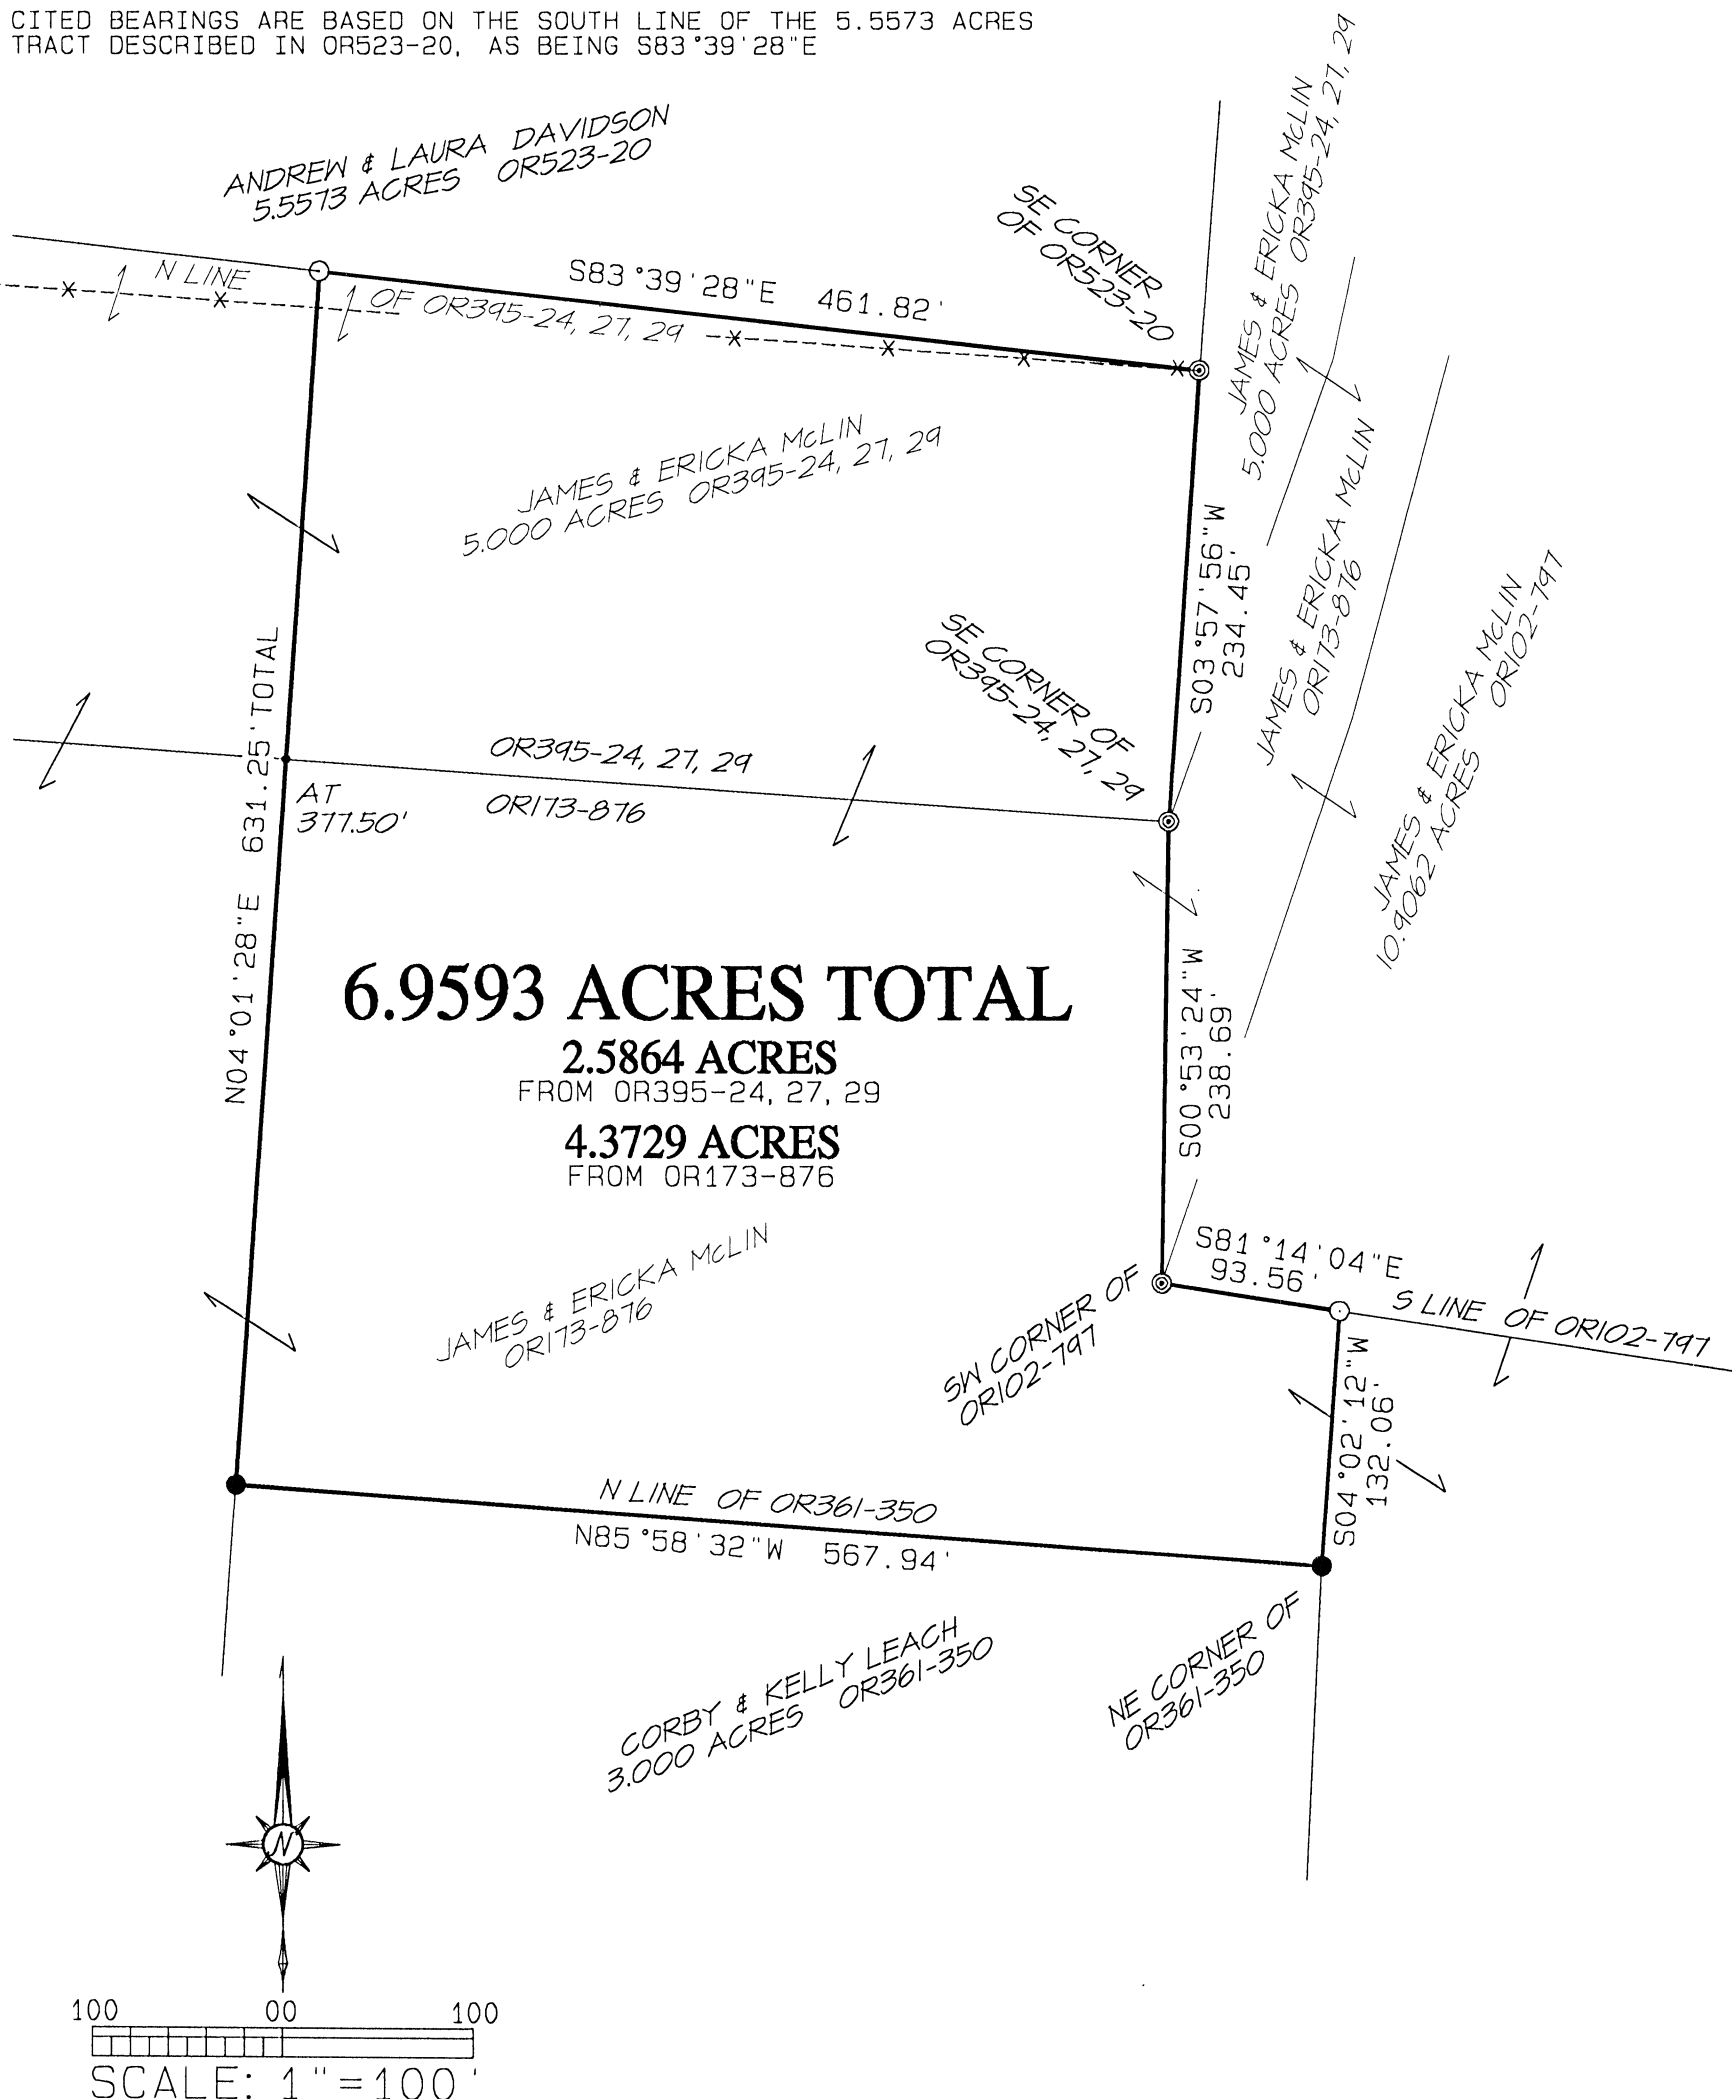 CITED BEARINGS ARE BASED ON THE SOUTH LINE OF THE 5.5573 ACRES
TRACT DESCRIBED IN OR523-20, AS BEING S83°39'28"E
ANDREW & LAURA DAVIDSON
5.5573 ACRES OR523-20
SE CORNER
OF OR523-20
JAMES & ERICKA McLIN
5.000 ACRES OR395-24, 27, 29
N LINE
OF OR395-24, 27, 29
S83°39'28"E 461.82'
JAMES & ERICKA McLIN
5.000 ACRES OR395-24, 27, 29
S03°57'56"W
234.45'
JAMES & ERICKA McLIN
OR173-876
JAMES & ERICKA McLIN
10.9062 ACRES OR102-797
SE CORNER OF
OR395-24, 27, 29
N04°01'28"E 631.25' TOTAL
OR395-24, 27, 29
OR173-876
AT
377.50'
6.9593 ACRES TOTAL
2.5864 ACRES
FROM OR395-24, 27, 29
4.3729 ACRES
FROM OR173-876
S00°53'24"W
238.69'
JAMES & ERICKA McLIN
OR173-876
SW CORNER OF
OR102-797
S81°14'04"E
93.56'
S LINE OF OR102-797
S04°02'12"W
132.06'
N LINE OF OR361-350
N85°58'32"W 567.94'
CORBY & KELLY LEACH
3.000 ACRES OR361-350
NE CORNER OF
OR361-350
N
100 00 100
SCALE: 1"=100'